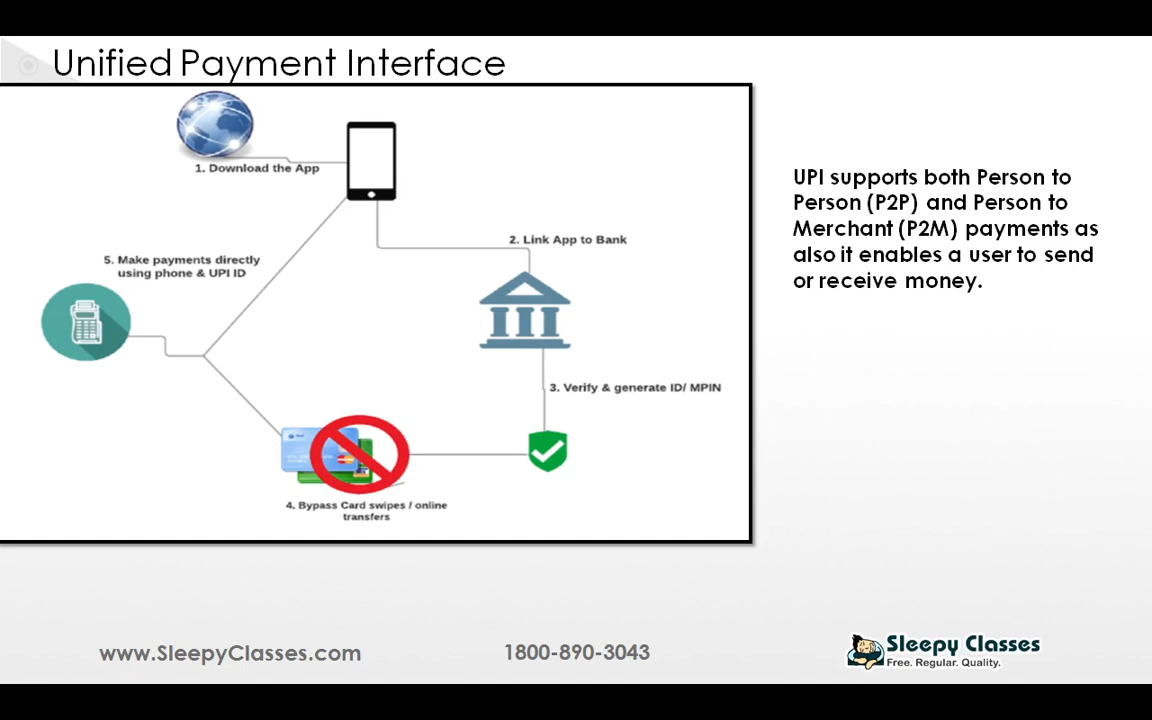 Unified Payment Interface
1. Download the App
2. Link App to Bank
5. Make payments directly
using phone & UPI ID
3. Verify & generate ID/ MPIN
4. Bypass Card swipes / online
transfers
UPI supports both Person to
Person (P2P) and Person to
Merchant (P2M) payments as
also it enables a user to send
or receive money.
www.SleepyClasses.com
1800-890-3043
Sleepy Classes
Free. Regular. Quality.